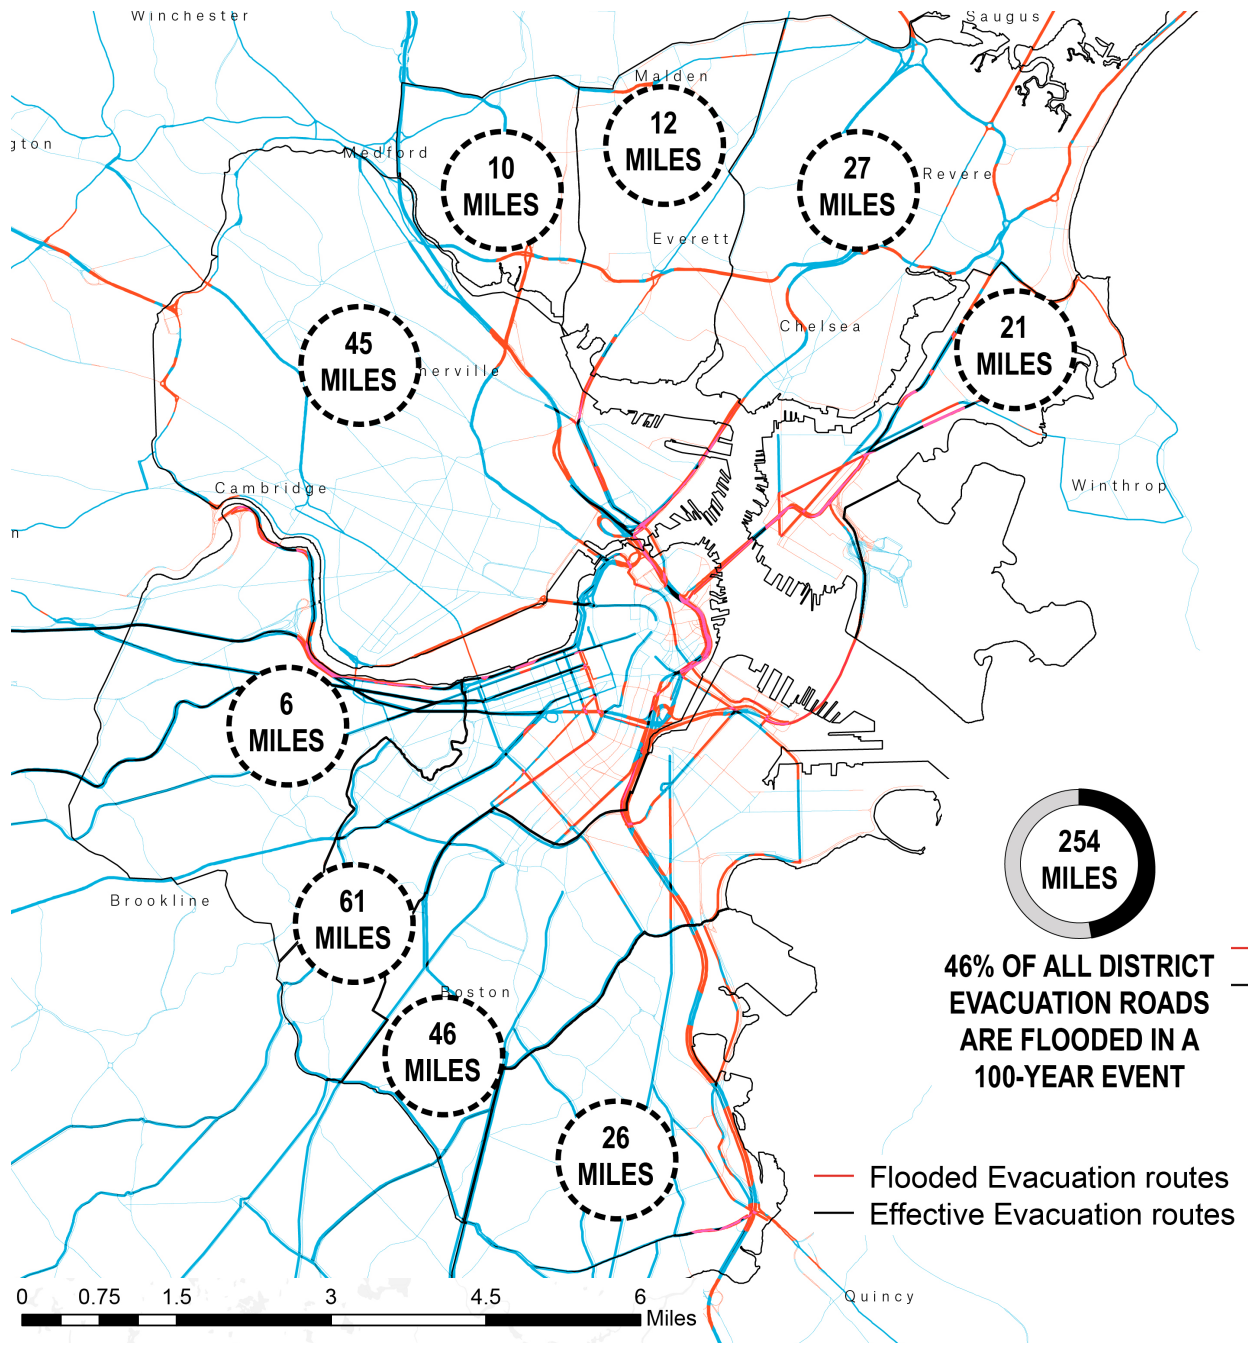 Winchester
Saugus
Malden
12
MILES
gton
Medford
10
MILES
27
MILES
Revere
Everett
21
MILES
Chelsea
45
MILES
nerville
Cambridge
Winthrop
n
6
MILES
254
MILES
Brookline
61
MILES
46% OF ALL DISTRICT
EVACUATION ROADS
ARE FLOODED IN A
100-YEAR EVENT
Boston
46
MILES
26
MILES
Flooded Evacuation routes
Effective Evacuation routes
Quincy
0 0.75 1.5 3 4.5 6
Miles